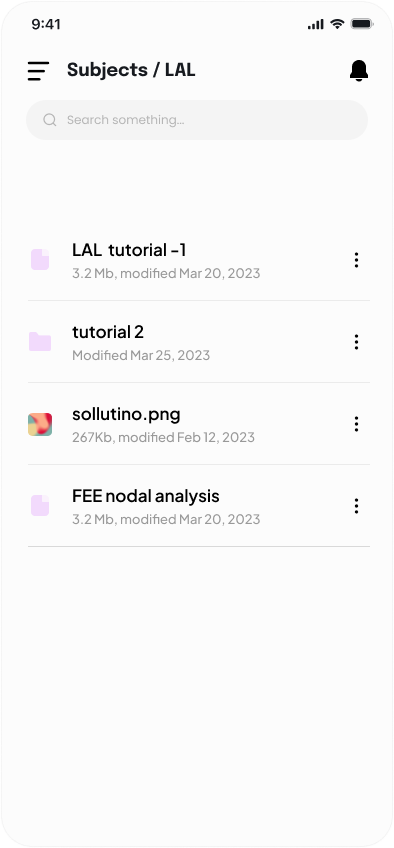 9:41
Subjects / LAL
Search something...
LAL tutorial -1
3.2 Mb, modified Mar 20, 2023
tutorial 2
Modified Mar 25, 2023
sollutino.png
267Kb, modified Feb 12, 2023
FEE nodal analysis
3.2 Mb, modified Mar 20, 2023